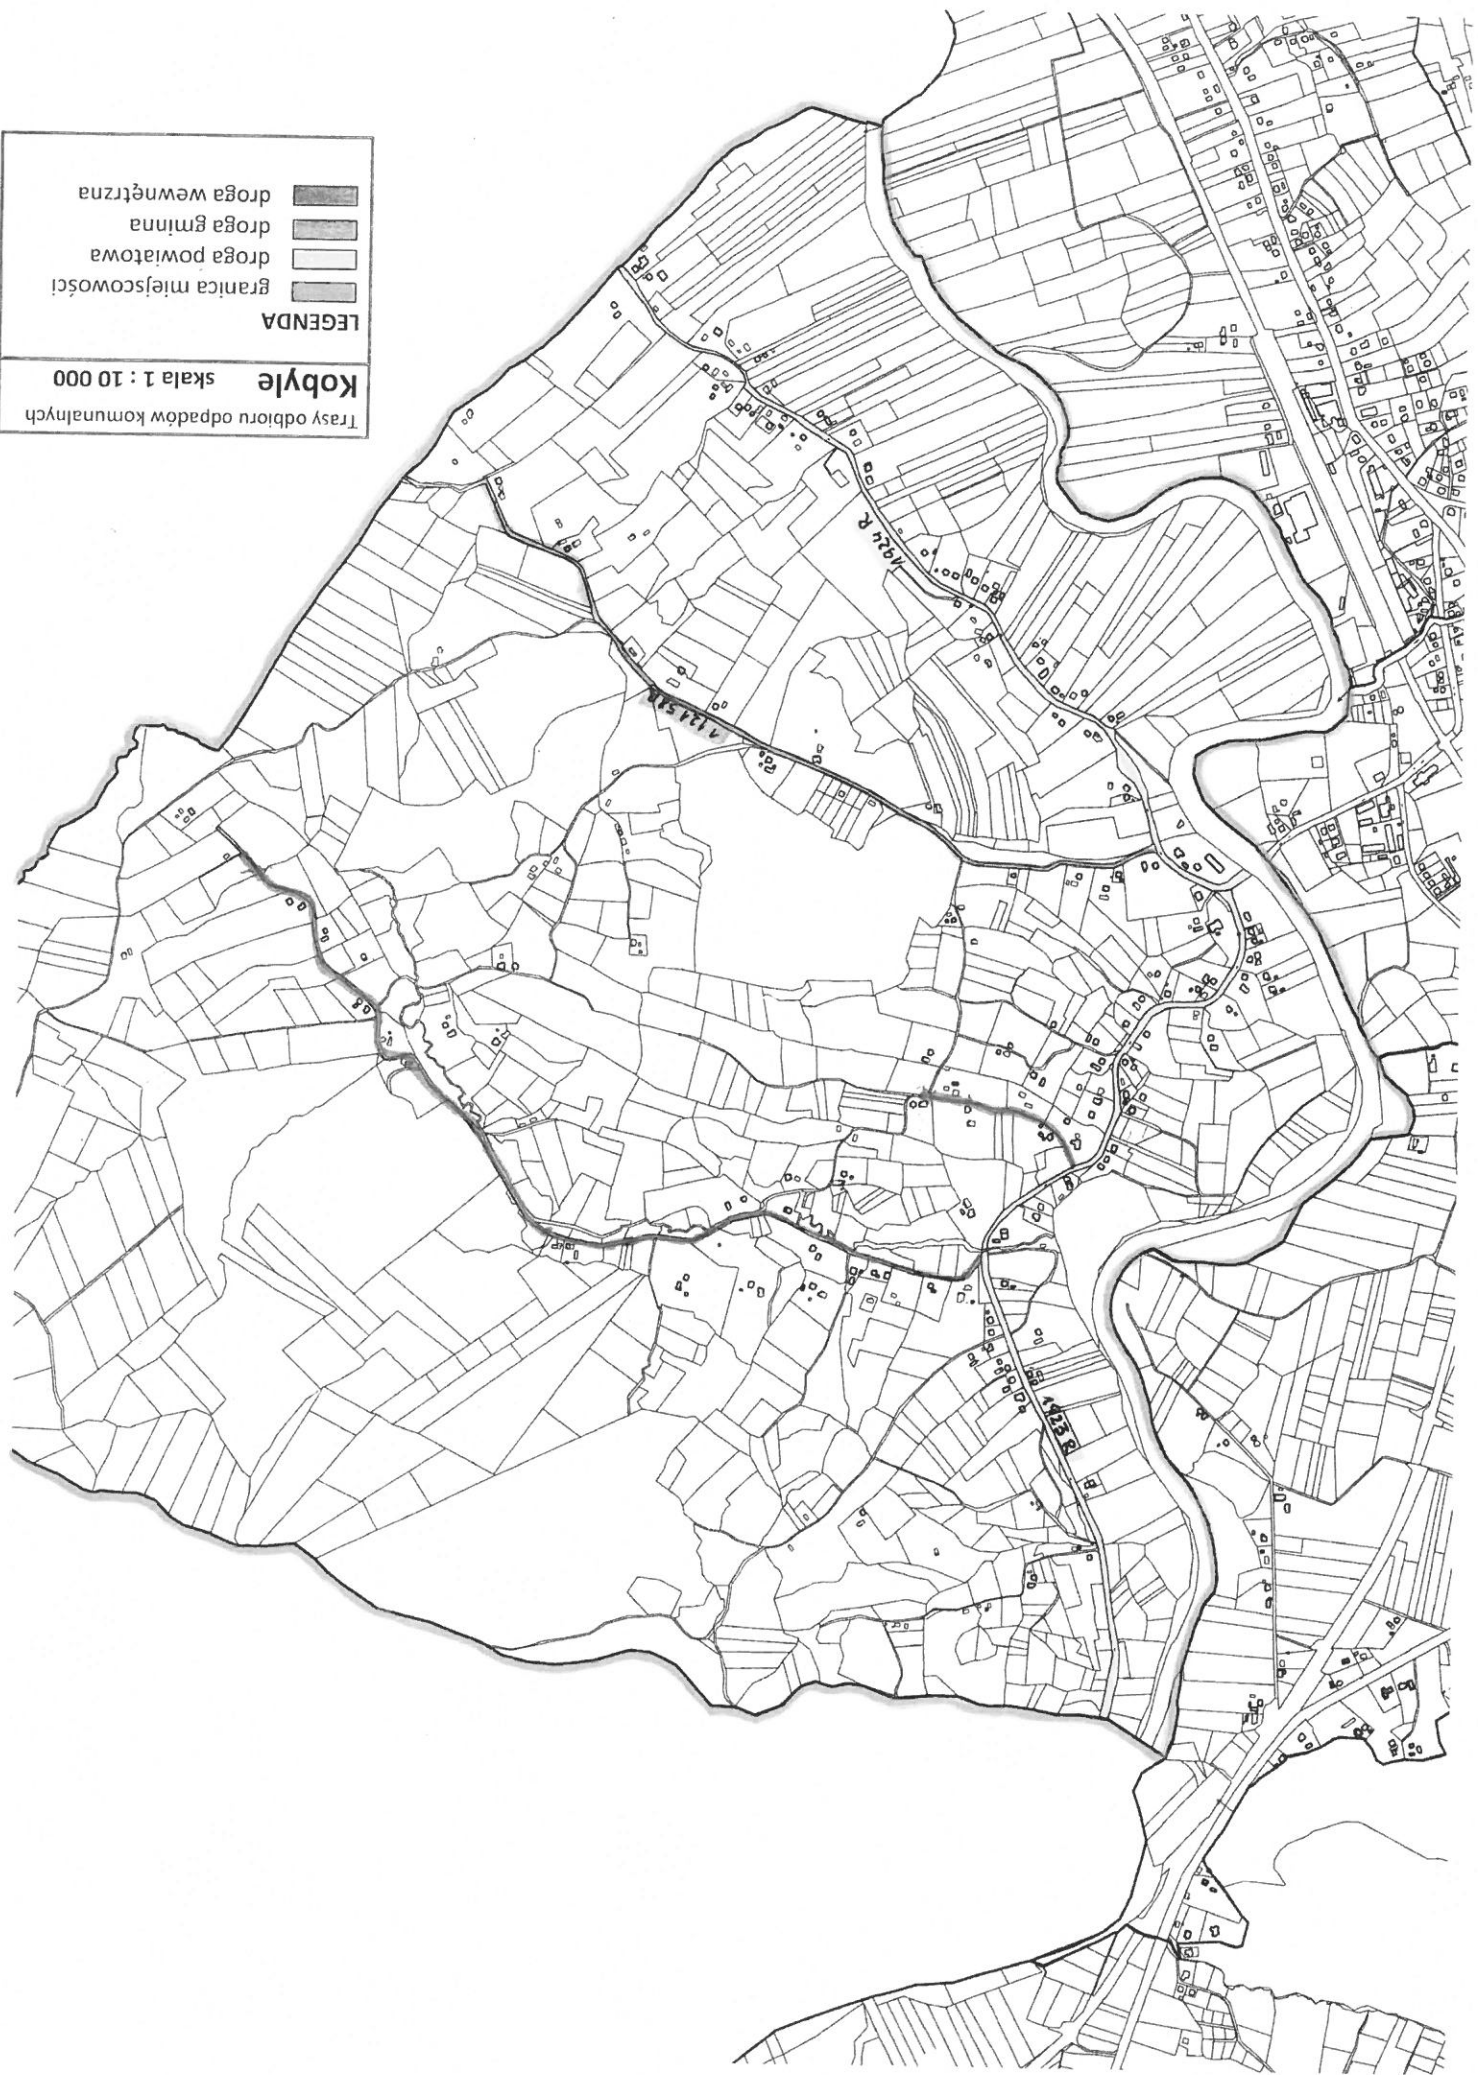 Trasy odbioru odpadów komunalnych
Kobyle skala 1 : 10 000
LEGENDA
granica miejscowości
droga powiatowa
droga gminna
droga wewnętrzna
1923 R
1924 R